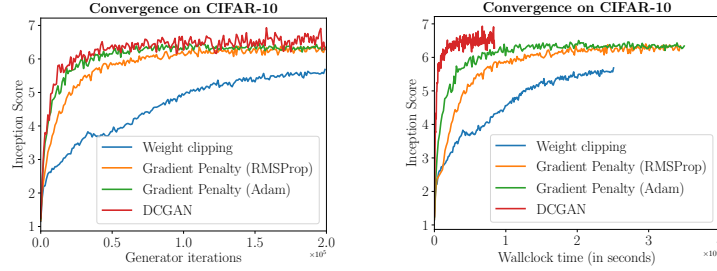 Convergence on CIFAR-10
Inception Score
7
6
5
4
3
2
1
Weight clipping
Gradient Penalty (RMSProp)
Gradient Penalty (Adam)
DCGAN
0.0
0.5
1.0
1.5
2.0
Generator iterations
×10⁵
Convergence on CIFAR-10
Inception Score
7
6
5
4
3
2
1
Weight clipping
Gradient Penalty (RMSProp)
Gradient Penalty (Adam)
DCGAN
0
1
2
3
Wallclock time (in seconds)